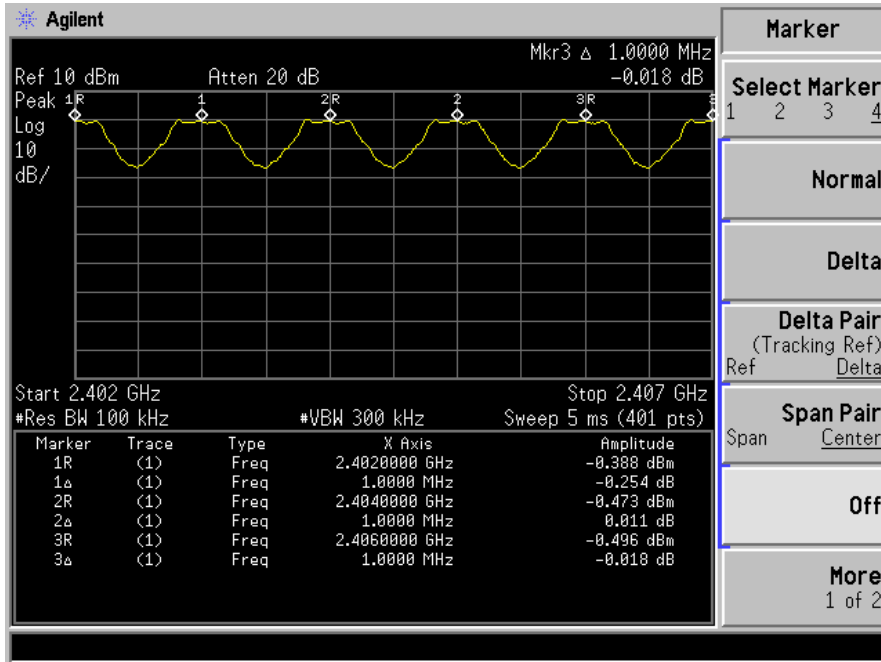 Agilent
Marker
Mkr3 Δ 1.0000 MHz
Ref 10 dBm Atten 20 dB -0.018 dB
Peak
Log
10
dB/
1R 1 2R 2 3R 3
Start 2.402 GHz Stop 2.407 GHz
#Res BW 100 kHz #VBW 300 kHz Sweep 5 ms (401 pts)
Marker Trace Type X Axis Amplitude
1R (1) Freq 2.4020000 GHz -0.388 dBm
1Δ (1) Freq 1.0000 MHz -0.254 dB
2R (1) Freq 2.4040000 GHz -0.473 dBm
2Δ (1) Freq 1.0000 MHz 0.011 dB
3R (1) Freq 2.4060000 GHz -0.496 dBm
3Δ (1) Freq 1.0000 MHz -0.018 dB
Select Marker
1 2 3 4
Normal
Delta
Delta Pair
(Tracking Ref)
Ref Delta
Span Pair
Span Center
Off
More
1 of 2